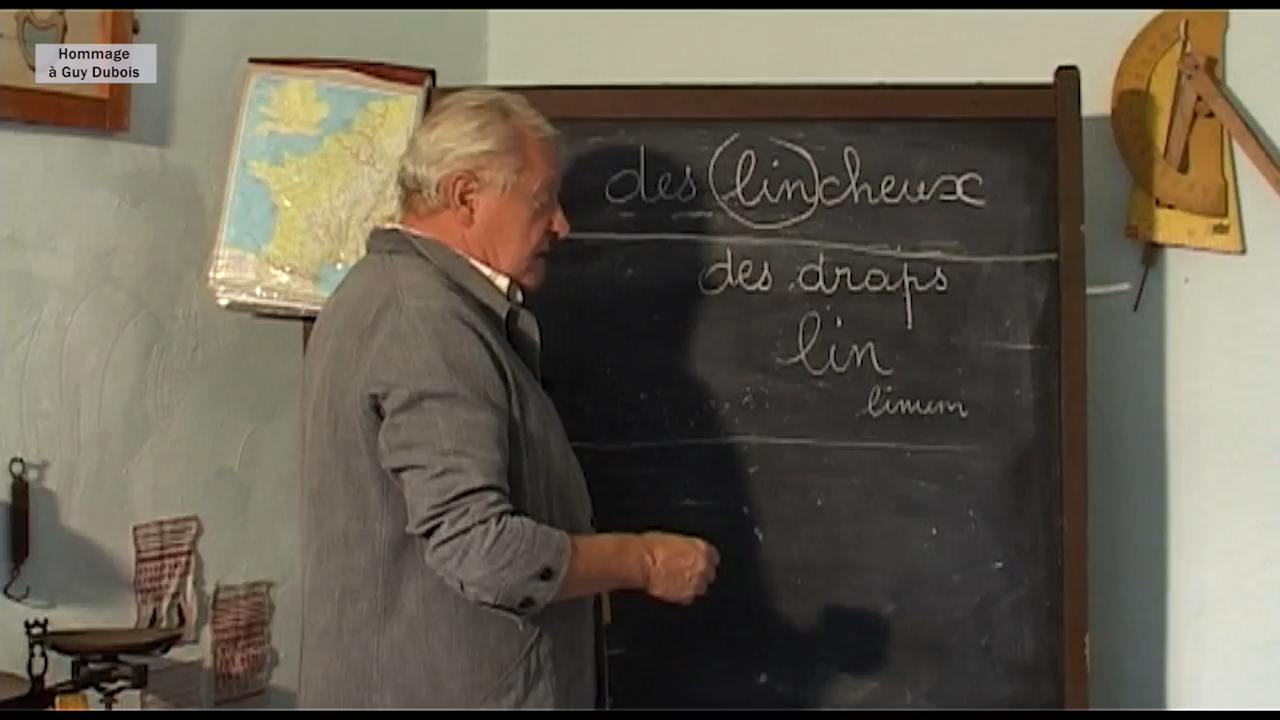 Hommage
à Guy Dubois
des lincheux
des draps
lin
linum